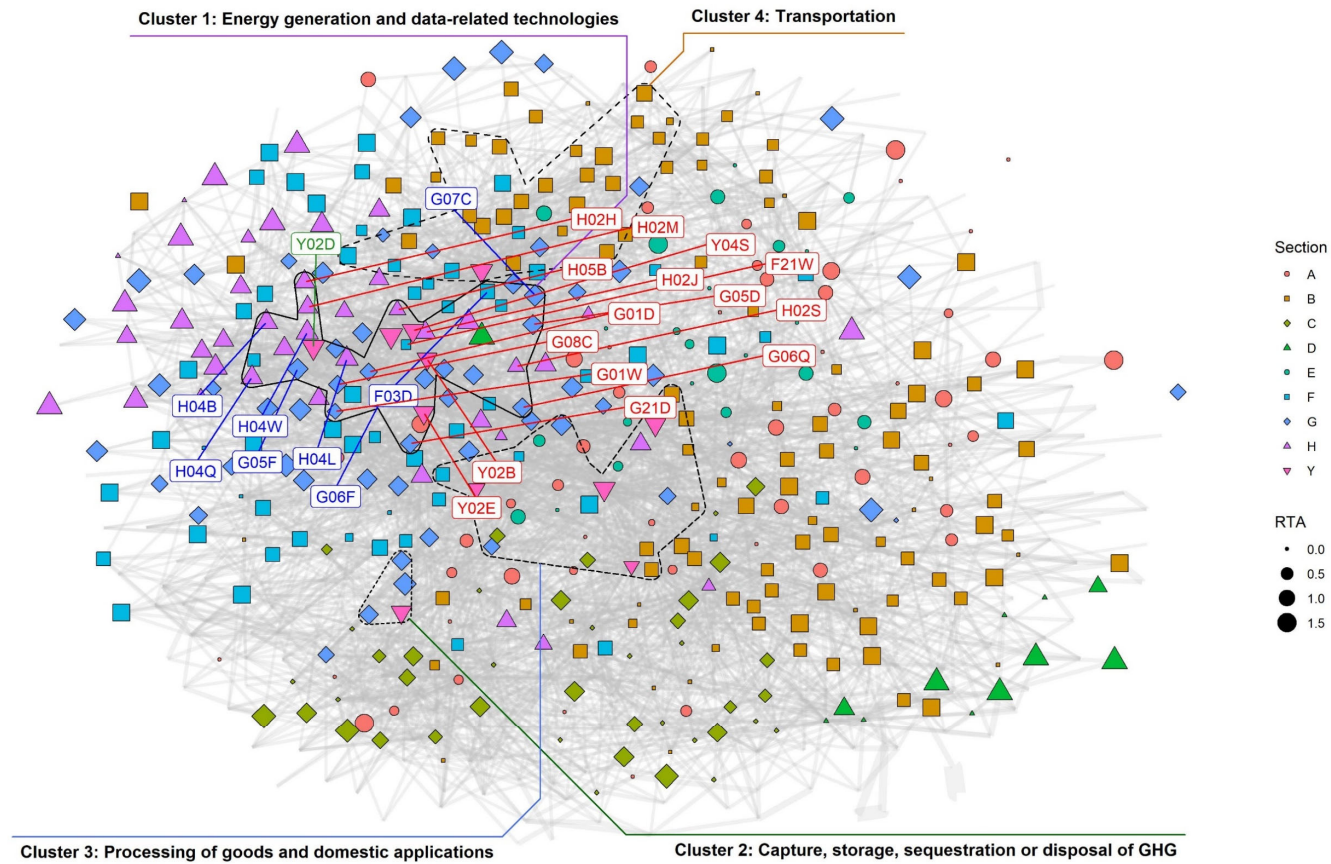 Cluster 1: Energy generation and data-related technologies
Cluster 4: Transportation
G07C
H02H
H02M
Y02D
Y04S
H05B
F21W
H02J
G05D
H02S
G01D
G08C
G06Q
G01W
F03D
H04B
G21D
H04W
H04Q
G05F
H04L
Y02B
G06F
Y02E
Section
A
B
C
D
E
F
G
H
Y
RTA
0.0
0.5
1.0
1.5
Cluster 3: Processing of goods and domestic applications
Cluster 2: Capture, storage, sequestration or disposal of GHG